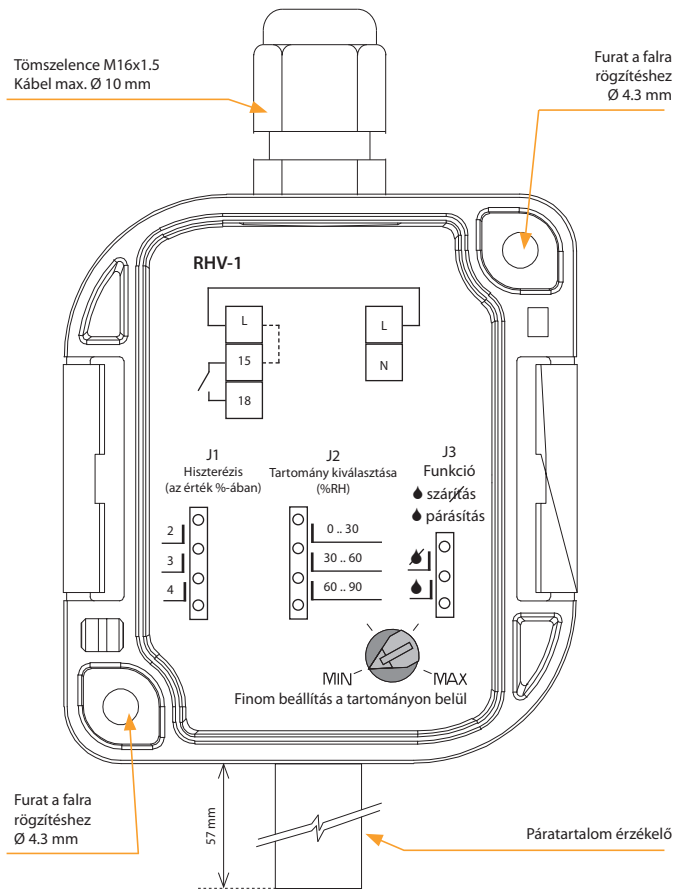 Tömszelence M16x1.5
Kábel max. Ø 10 mm
Furat a falra
rögzítéshez
Ø 4.3 mm
RHV-1
L
15
18
L
N
J1
Hiszterézis
(az érték %-ában)
J2
Tartomány kiválasztása
(%RH)
J3
Funkció
szárítás
párásítás
2
3
4
0 .. 30
30 .. 60
60 .. 90
MIN
MAX
Finom beállítás a tartományon belül
Furat a falra
rögzítéshez
Ø 4.3 mm
57 mm
Páratartalom érzékelő